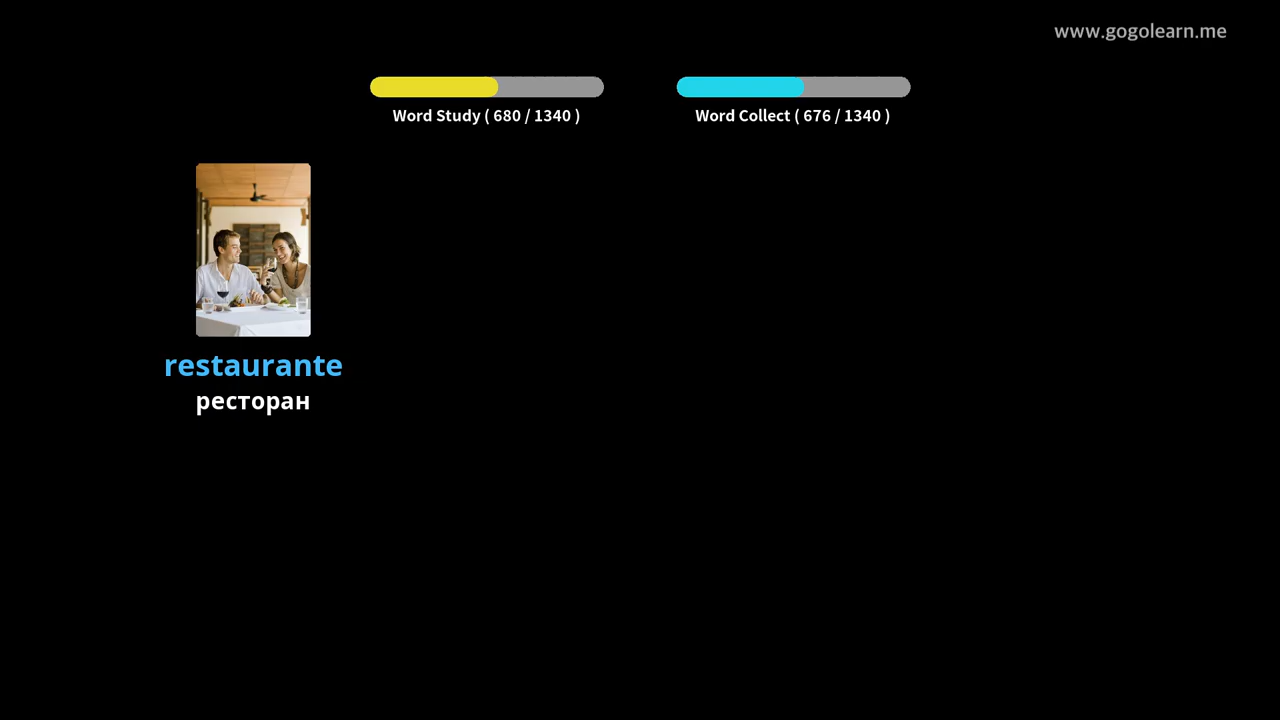 www.gogolearn.me
Word Study ( 680 / 1340 )
Word Collect ( 676 / 1340 )
restaurante
ресторан